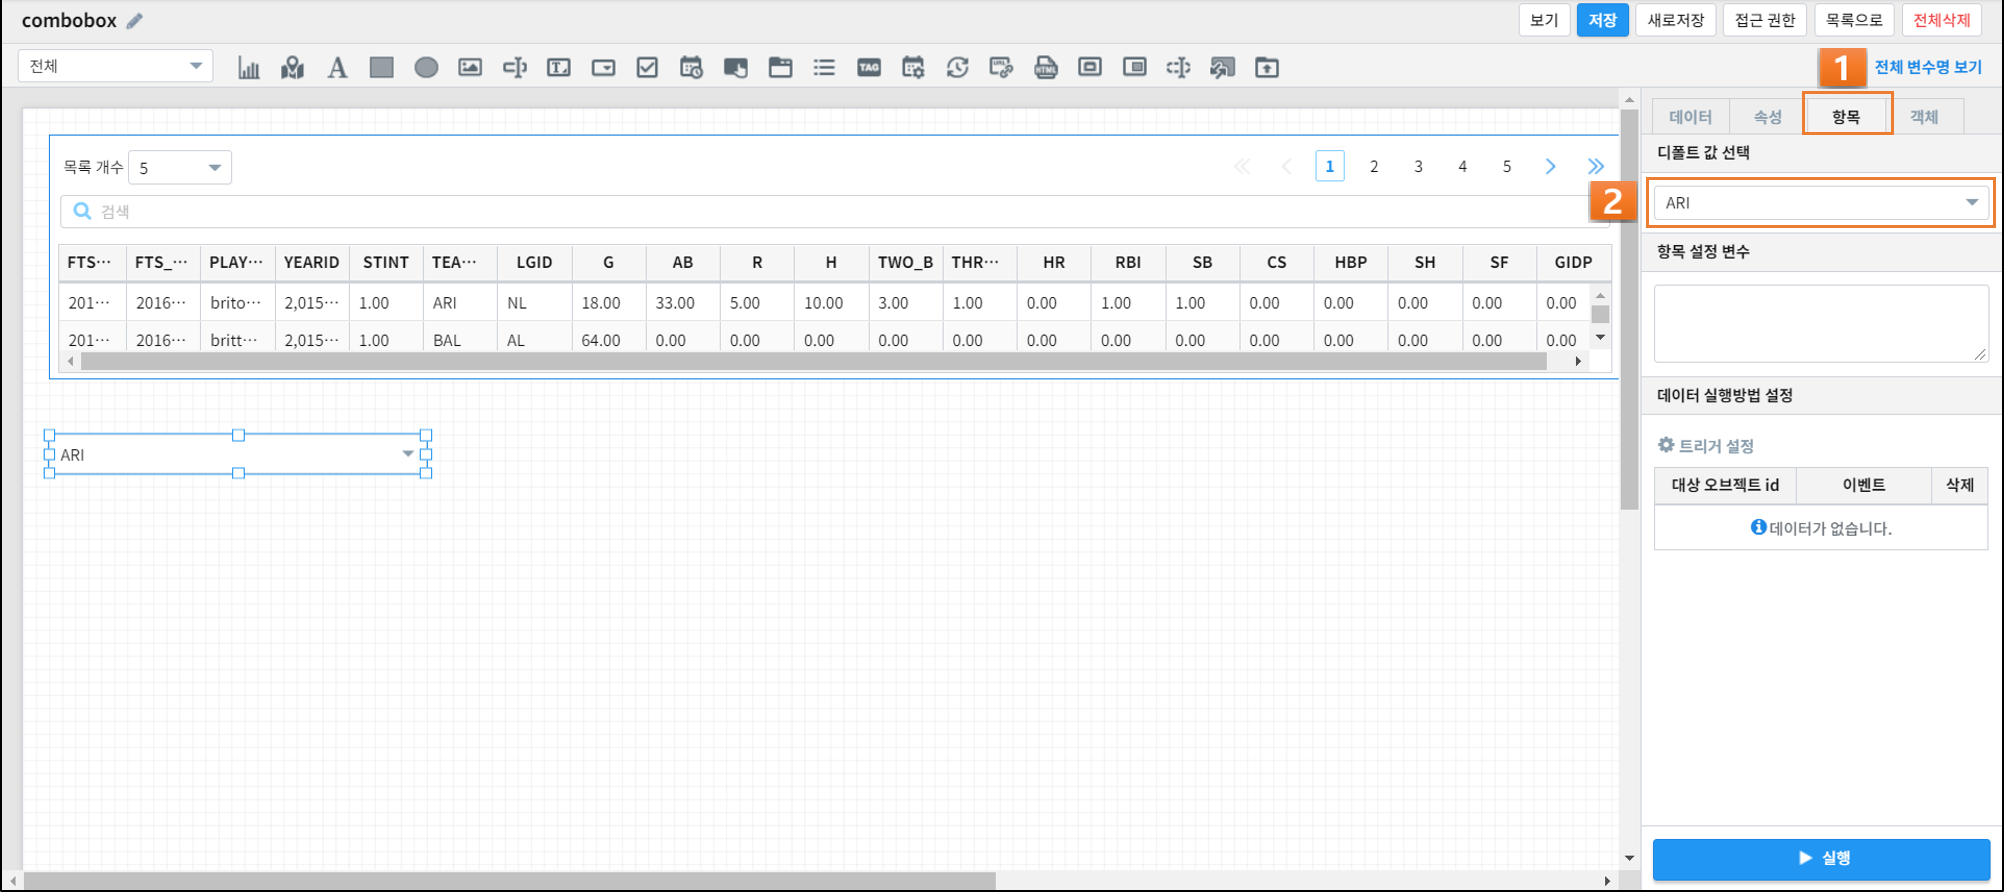 combobox
보기 저장 새로저장 접근 권한 목록으로 전체삭제
전체
A
T
TAG
URL
HTML
1 전체 변수명 보기
데이터 속성 항목 객체
디폴트 값 선택
2 ARI
항목 설정 변수
데이터 실행방법 설정
트리거 설정
대상 오브젝트 id 이벤트 삭제
데이터가 없습니다.
실행
목록 개수 5
1 2 3 4 5
검색
FTS··· FTS_··· PLAY··· YEARID STINT TEA··· LGID G AB R H TWO_B THR··· HR RBI SB CS HBP SH SF GIDP
201··· 2016··· brito··· 2,015··· 1.00 ARI NL 18.00 33.00 5.00 10.00 3.00 1.00 0.00 1.00 1.00 0.00 0.00 0.00 0.00 0.00
201··· 2016··· britt··· 2,015··· 1.00 BAL AL 64.00 0.00 0.00 0.00 0.00 0.00 0.00 0.00 0.00 0.00 0.00 0.00 0.00 0.00
ARI